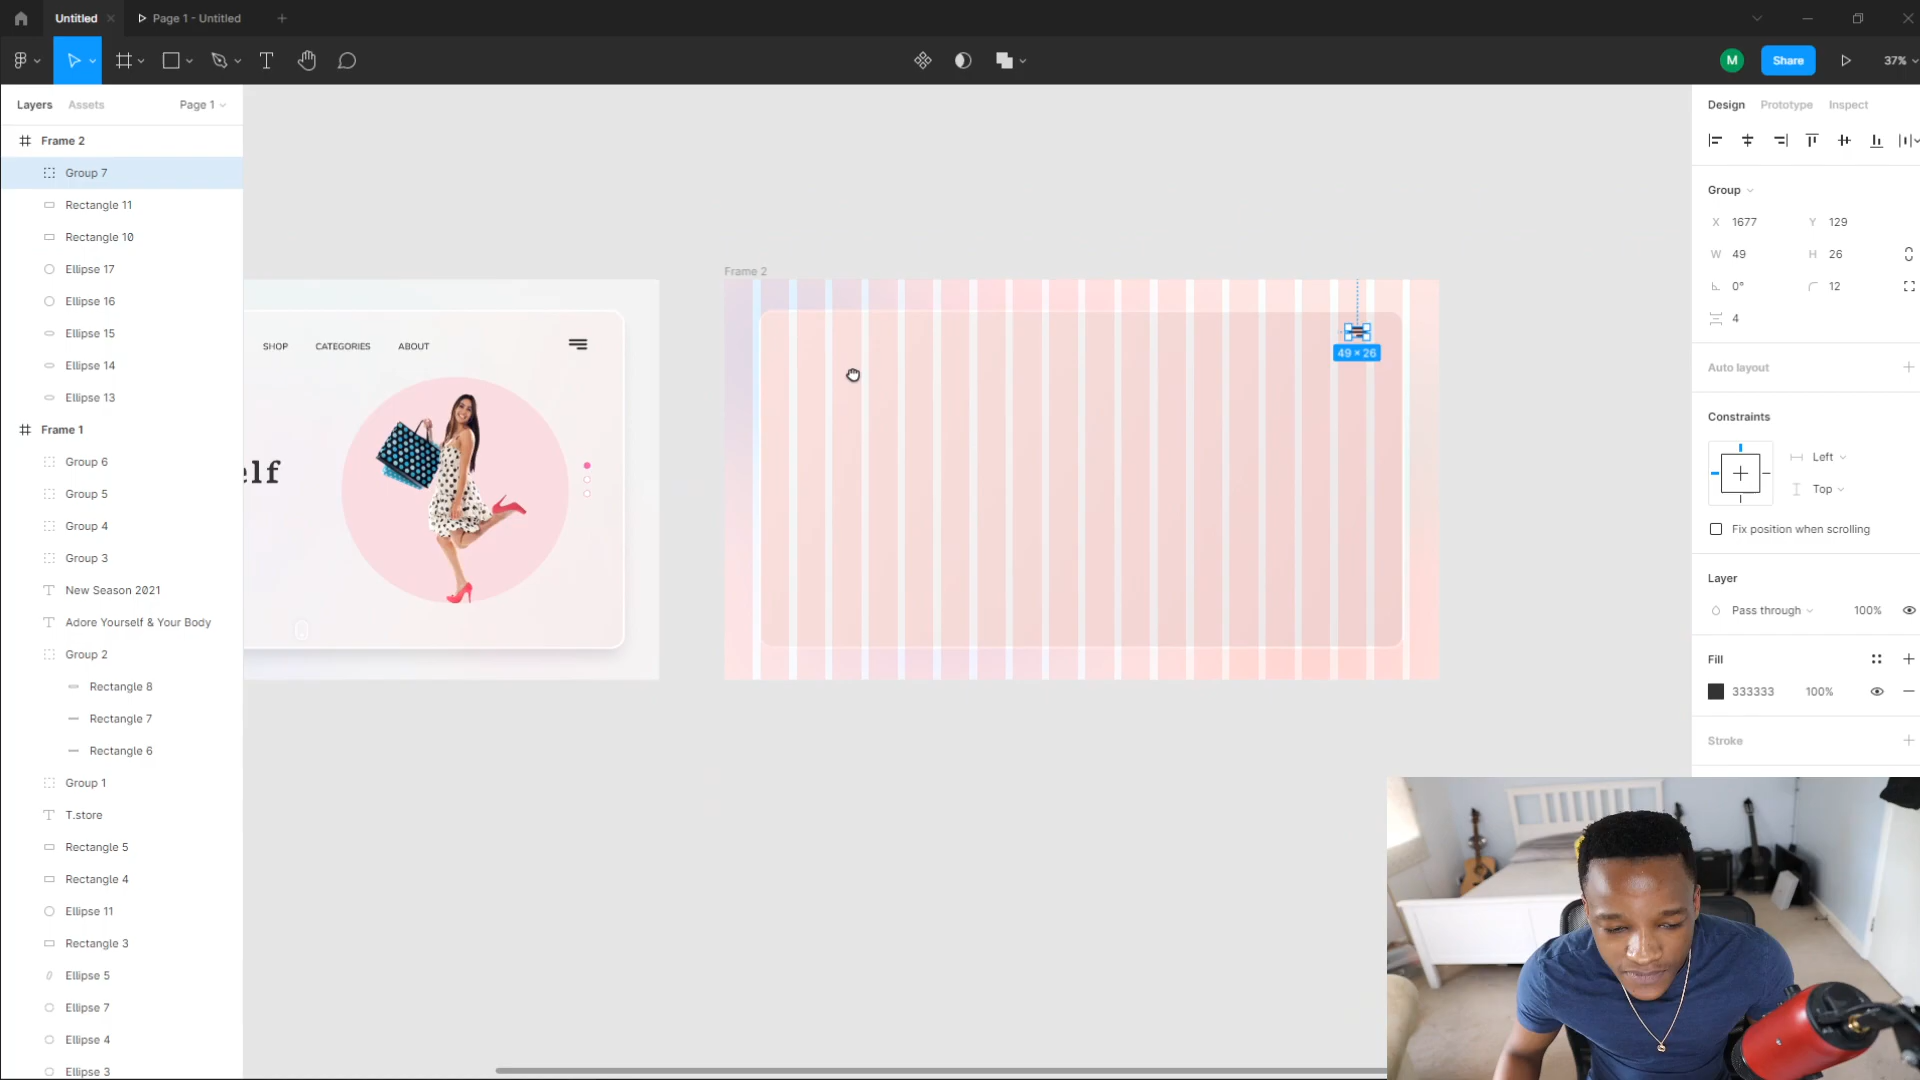 Untitled
Page 1 - Untitled
M
Share
37%
Layers
Assets
Page 1
Frame 2
Group 7
Rectangle 11
Rectangle 10
Ellipse 17
Ellipse 16
Ellipse 15
Ellipse 14
Ellipse 13
Frame 1
Group 6
Group 5
Group 4
Group 3
New Season 2021
Adore Yourself & Your Body
Group 2
Rectangle 8
Rectangle 7
Rectangle 6
Group 1
T.store
Rectangle 5
Rectangle 4
Ellipse 11
Rectangle 3
Ellipse 5
Ellipse 7
Ellipse 4
Ellipse 3
SHOP CATEGORIES ABOUT
elf
Frame 2
49 × 26
Design Prototype Inspect
Group
X 1677 Y 129
W 49 H 26
0° 12
4
Auto layout
Constraints
Left
Top
Fix position when scrolling
Layer
Pass through 100%
Fill
333333 100%
Stroke